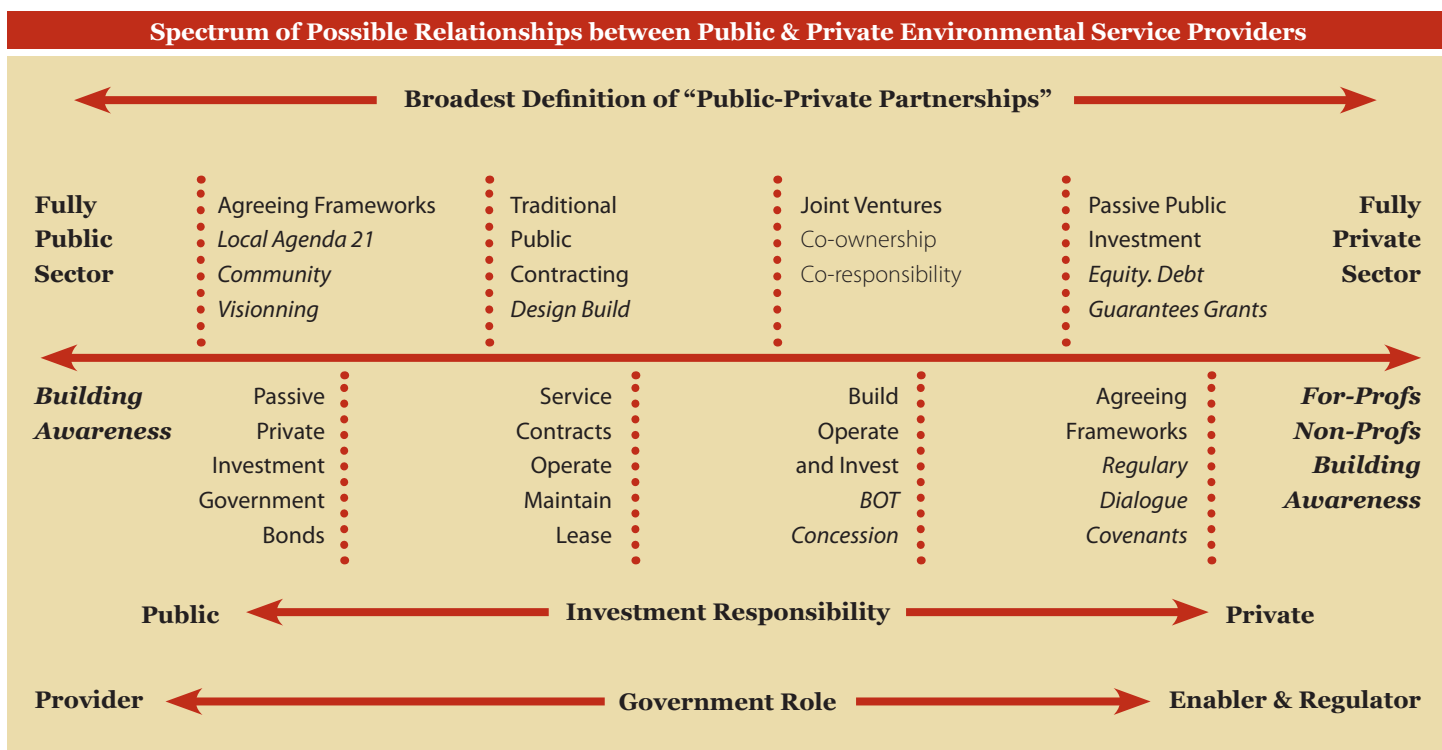 Spectrum of Possible Relationships between Public & Private Environmental Service Providers
Broadest Definition of “Public-Private Partnerships”
Fully
Public
Sector
Agreeing Frameworks
Local Agenda 21
Community
Visionning
Traditional
Public
Contracting
Design Build
Joint Ventures
Co-ownership
Co-responsibility
Passive Public
Investment
Equity. Debt
Guarantees Grants
Fully
Private
Sector
Building
Awareness
Passive
Private
Investment
Government
Bonds
Service
Contracts
Operate
Maintain
Lease
Build
Operate
and Invest
BOT
Concession
Agreeing
Frameworks
Regulary
Dialogue
Covenants
For-Profs
Non-Profs
Building
Awareness
Public
Investment Responsibility
Private
Provider
Government Role
Enabler & Regulator